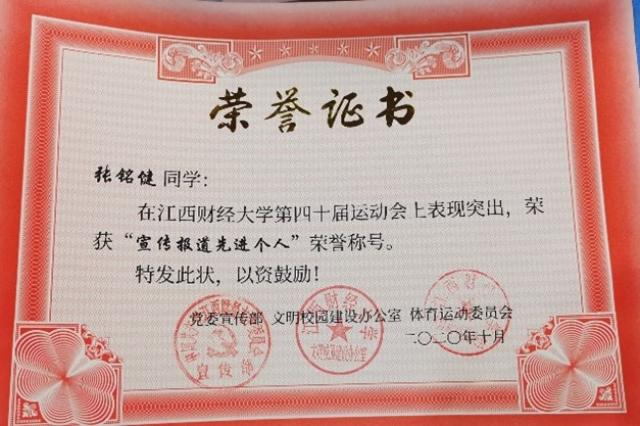 荣誉证书
张铭健同学：
在江西财经大学第四十届运动会上表现突出，荣
获“宣传报道先进个人”荣誉称号。
特发此状，以资鼓励！
党委宣传部 文明校园建设办公室 体育运动委员会
二〇二〇年十月
宣传部